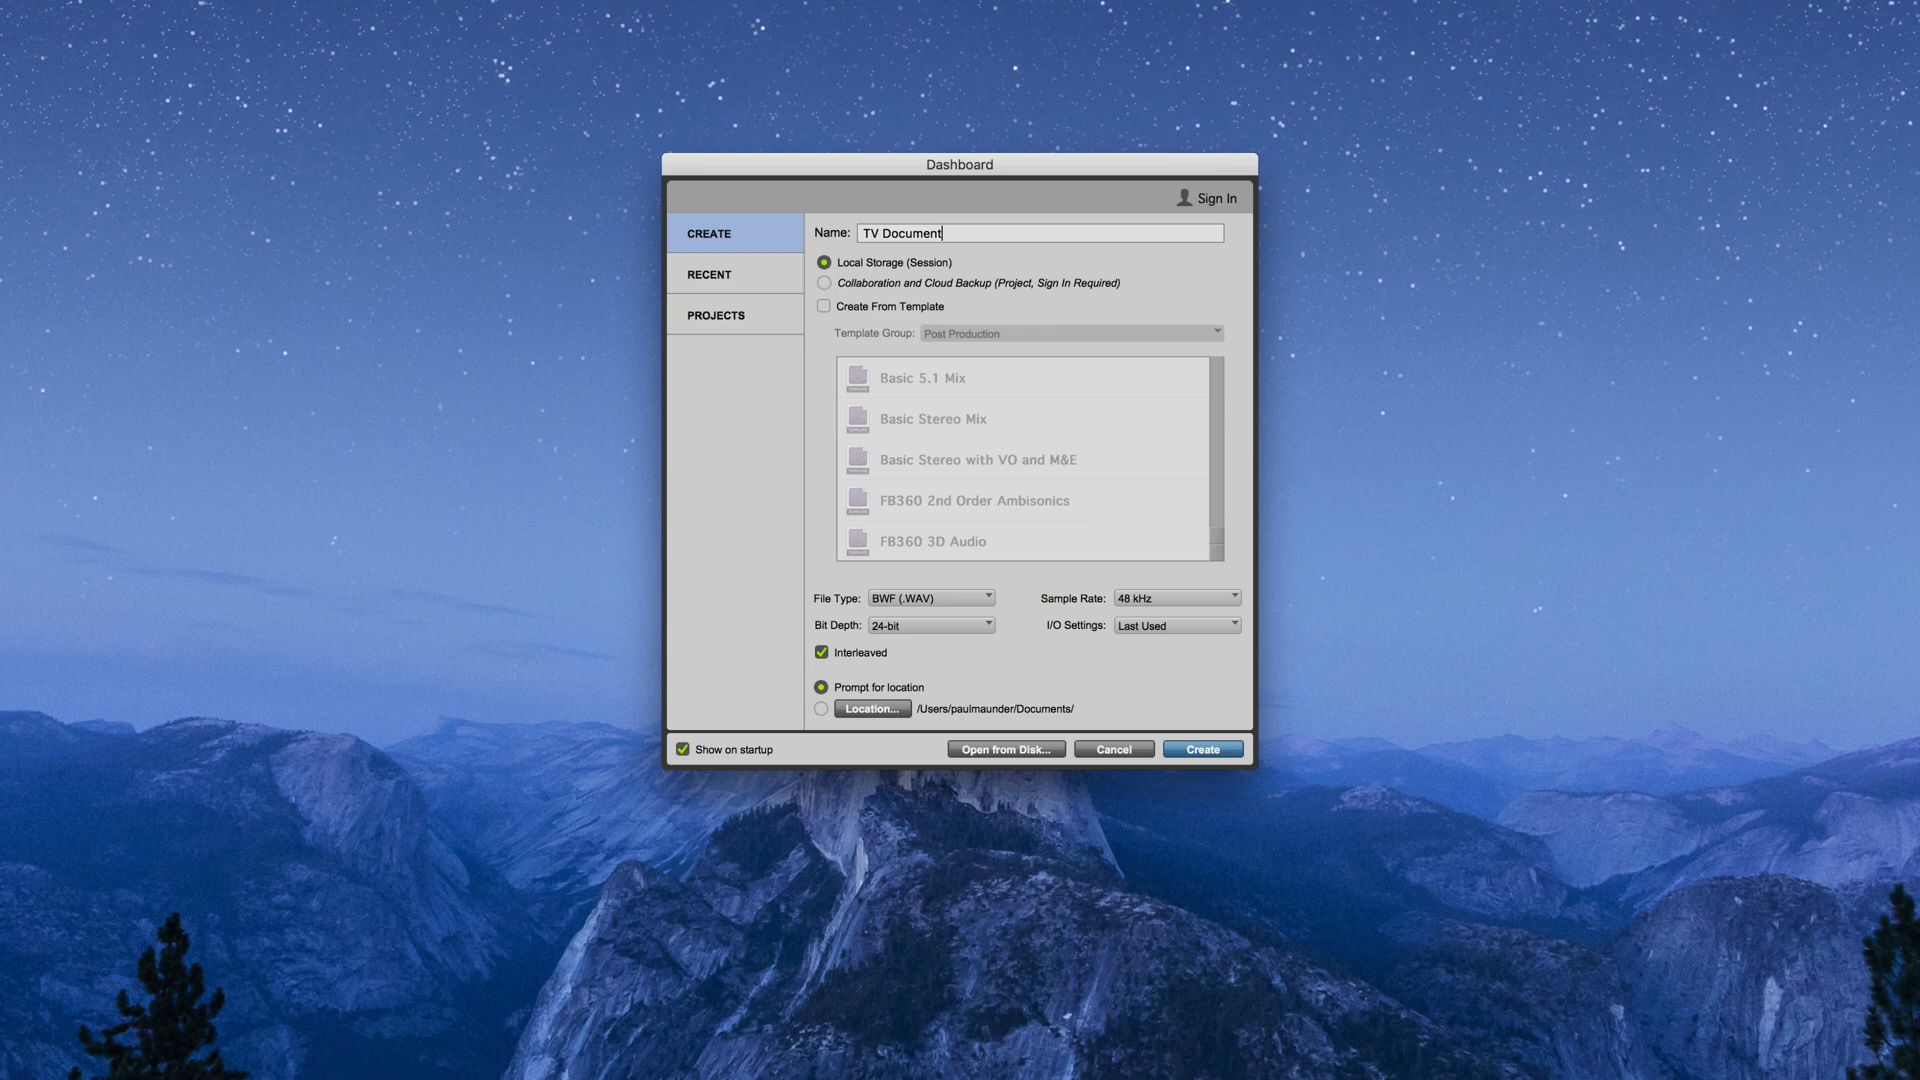 Dashboard
Sign In
CREATE
RECENT
PROJECTS
Name: TV Document
Local Storage (Session)
Collaboration and Cloud Backup (Project, Sign In Required)
Create From Template
Template Group: Post Production
Basic 5.1 Mix
Basic Stereo Mix
Basic Stereo with VO and M&E
FB360 2nd Order Ambisonics
FB360 3D Audio
File Type: BWF (.WAV) Sample Rate: 48 kHz
Bit Depth: 24-bit I/O Settings: Last Used
Interleaved
Prompt for location
Location... /Users/paulmaunder/Documents/
Show on startup Open from Disk... Cancel Create